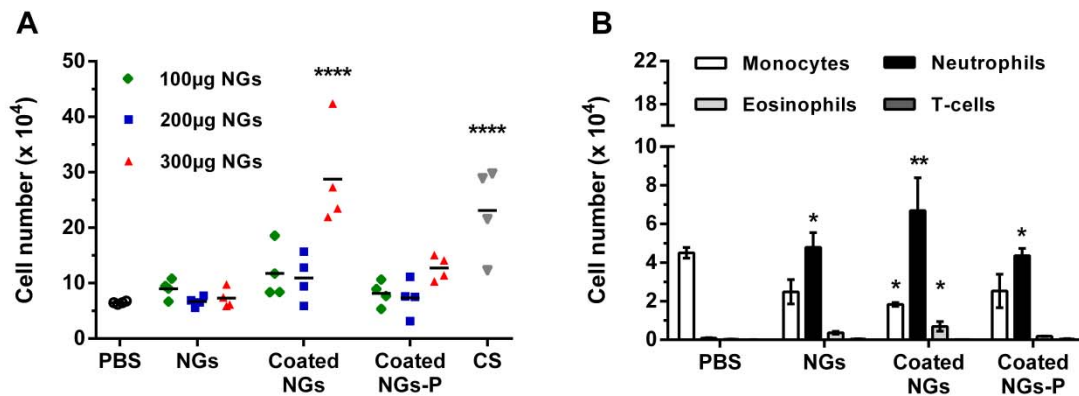 A
Cell number (x 10⁴)
50
40
30
20
10
0
100µg NGs
200µg NGs
300µg NGs
****
****
PBS
NGs
Coated
NGs
Coated
NGs-P
CS
B
Cell number (x 10⁴)
22
18
8
6
4
2
0
Monocytes
Neutrophils
Eosinophils
T-cells
*
*
**
*
*
PBS
NGs
Coated
NGs
Coated
NGs-P